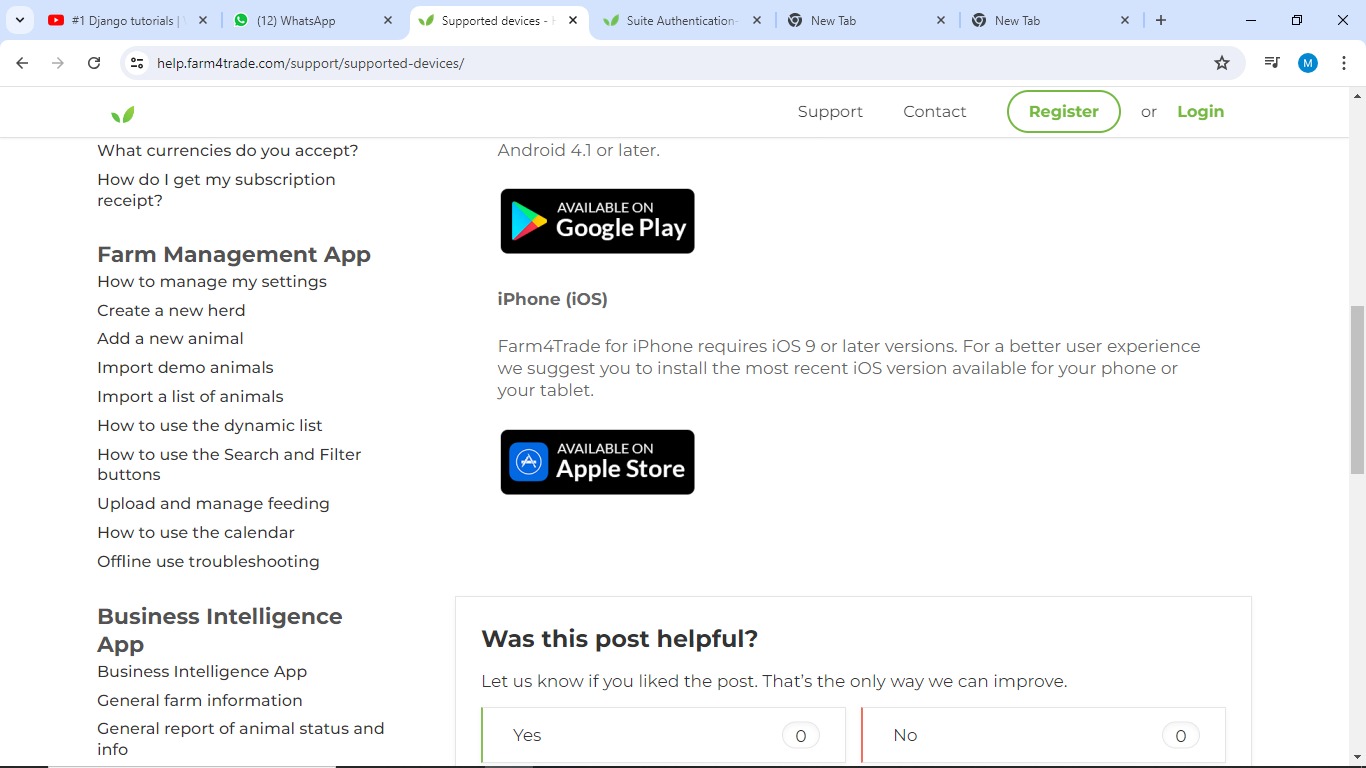 #1 Django tutorials |
(12) WhatsApp
Supported devices -
Suite Authentication-
New Tab
New Tab
help.farm4trade.com/support/supported-devices/
M
Support
Contact
Register
or
Login
What currencies do you accept?
How do I get my subscription
receipt?
Farm Management App
How to manage my settings
Create a new herd
Add a new animal
Import demo animals
Import a list of animals
How to use the dynamic list
How to use the Search and Filter
buttons
Upload and manage feeding
How to use the calendar
Offline use troubleshooting
Business Intelligence
App
Business Intelligence App
General farm information
General report of animal status and
info
Android 4.1 or later.
AVAILABLE ON
Google Play
iPhone (iOS)
Farm4Trade for iPhone requires iOS 9 or later versions. For a better user experience
we suggest you to install the most recent iOS version available for your phone or
your tablet.
AVAILABLE ON
Apple Store
Was this post helpful?
Let us know if you liked the post. That's the only way we can improve.
Yes
0
No
0